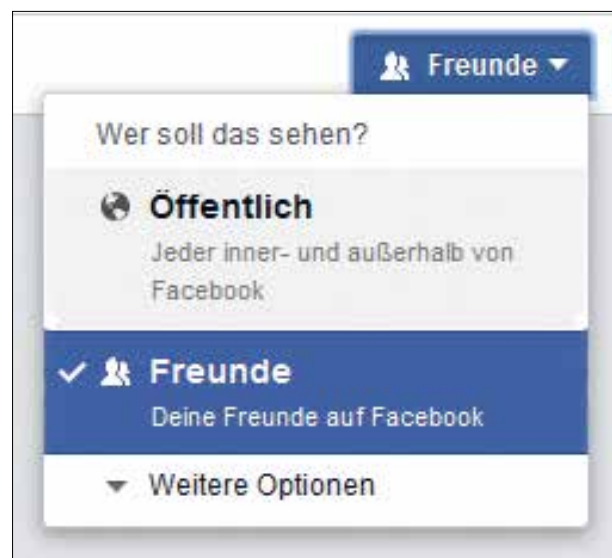 Freunde
Wer soll das sehen?
Öffentlich
Jeder inner- und außerhalb von
Facebook
Freunde
Deine Freunde auf Facebook
Weitere Optionen